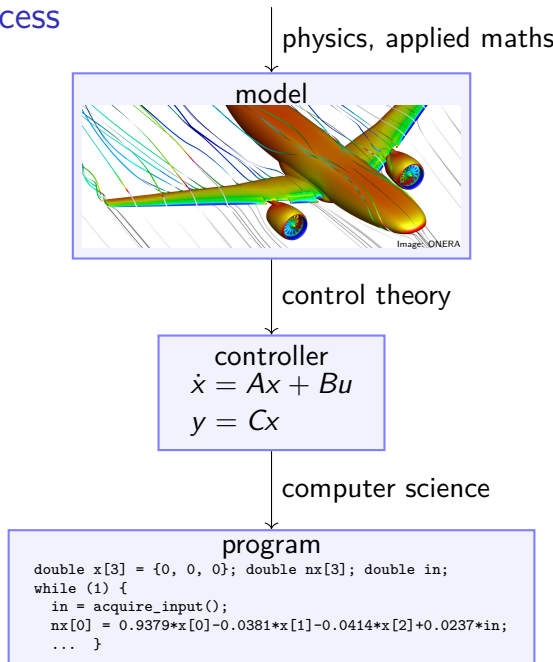 cess
physics, applied maths
model
Image: ONERA
control theory
controller
ẋ = Ax + Bu
y = Cx
computer science
program
double x[3] = {0, 0, 0}; double nx[3]; double in;
while (1) {
  in = acquire_input();
  nx[0] = 0.9379*x[0]-0.0381*x[1]-0.0414*x[2]+0.0237*in;
  ... }